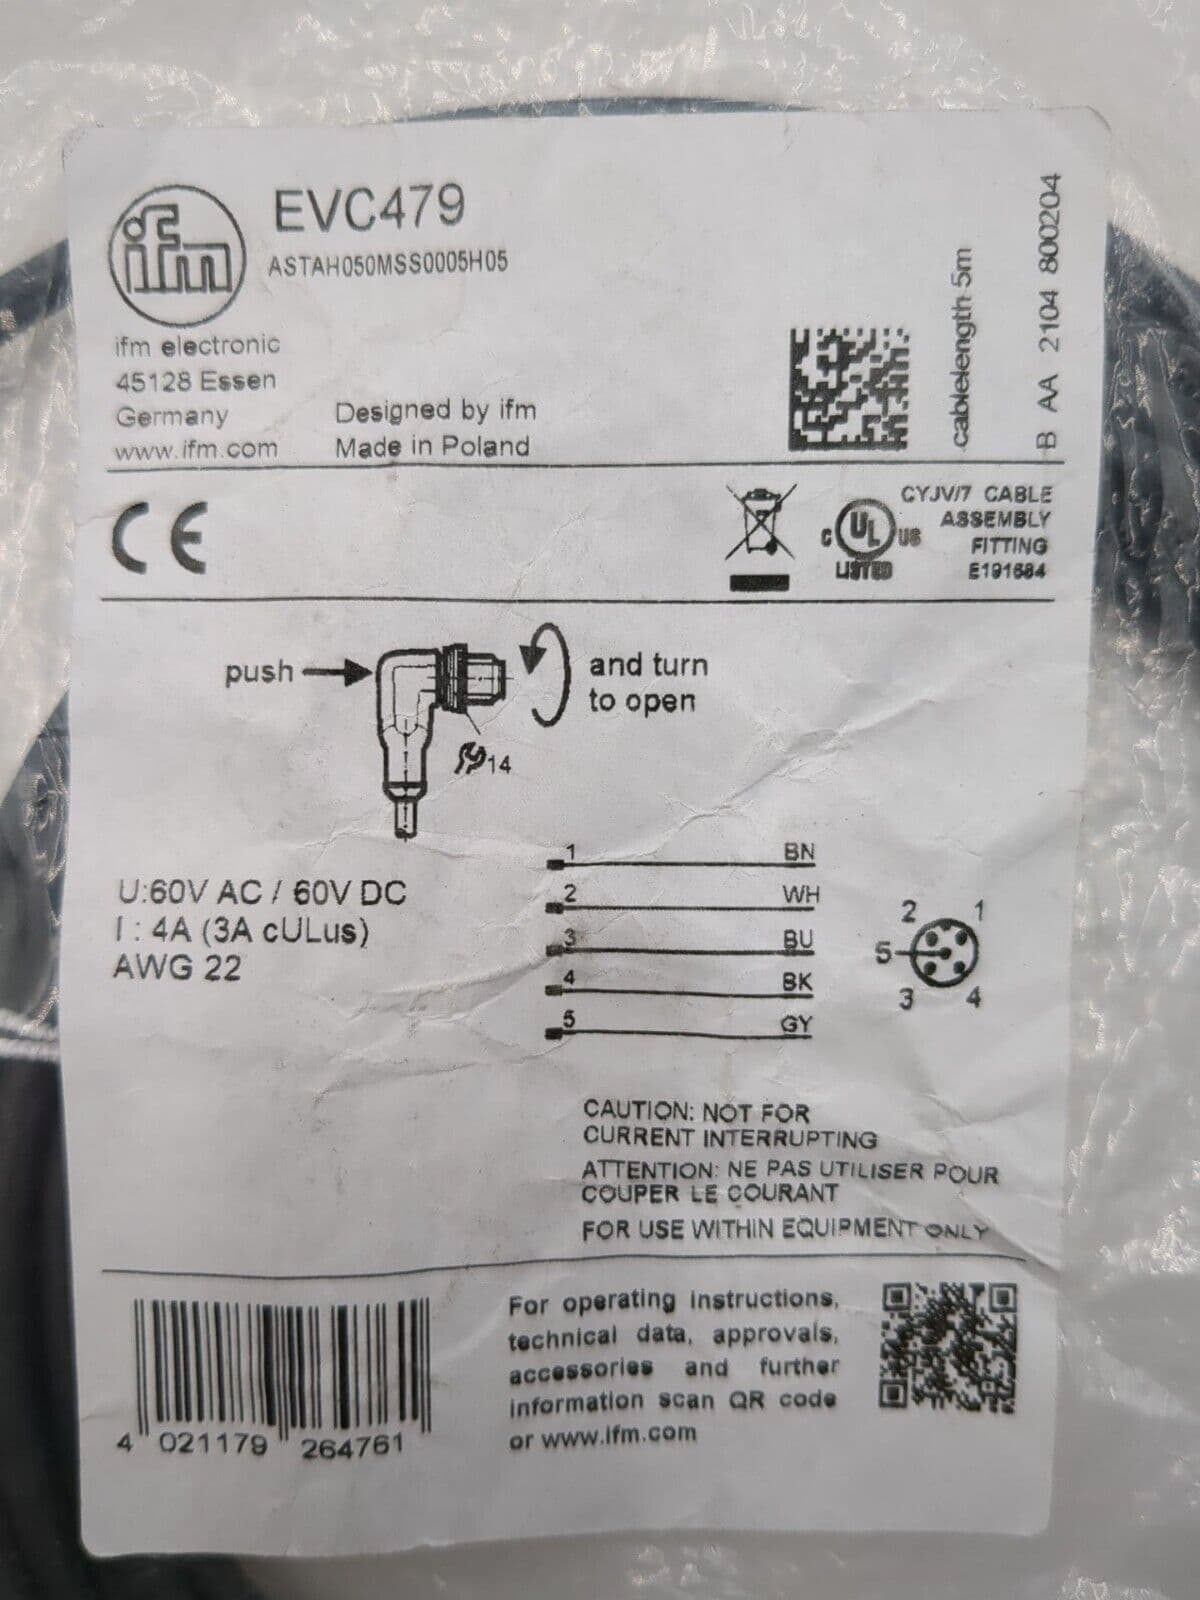 ifm
EVC479
ASTAH050MSS0005H05
ifm electronic
45128 Essen
Germany
www.ifm.com
Designed by ifm
Made in Poland
cablelength 5m
B AA 2104 800204
CE
C UL US
LISTED
CYJV/7 CABLE
ASSEMBLY
FITTING
E191684
push
and turn
to open
14
U:60V AC / 60V DC
I : 4A (3A cULus)
AWG 22
1 BN
2 WH
3 BU
4 BK
5 GY
2 1
5
3 4
CAUTION: NOT FOR
CURRENT INTERRUPTING
ATTENTION: NE PAS UTILISER POUR
COUPER LE COURANT
FOR USE WITHIN EQUIPMENT ONLY
4 021179 264761
For operating instructions,
technical data, approvals,
accessories and further
information scan QR code
or www.ifm.com